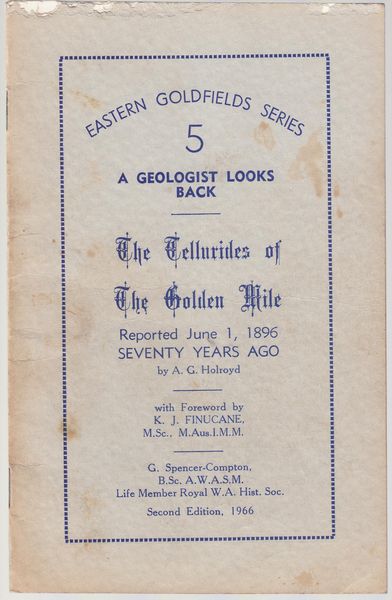 EASTERN GOLDFIELDS SERIES
5
A GEOLOGIST LOOKS
BACK
The Tellurides of
The Golden Mile
Reported June 1, 1896
SEVENTY YEARS AGO
by A. G. Holroyd
with Foreword by
K. J. FINUCANE,
M.Sc., M.Aus.I.M.M.
G. Spencer-Compton,
B.Sc. A.W.A.S.M.
Life Member Royal W.A. Hist. Soc.
Second Edition, 1966